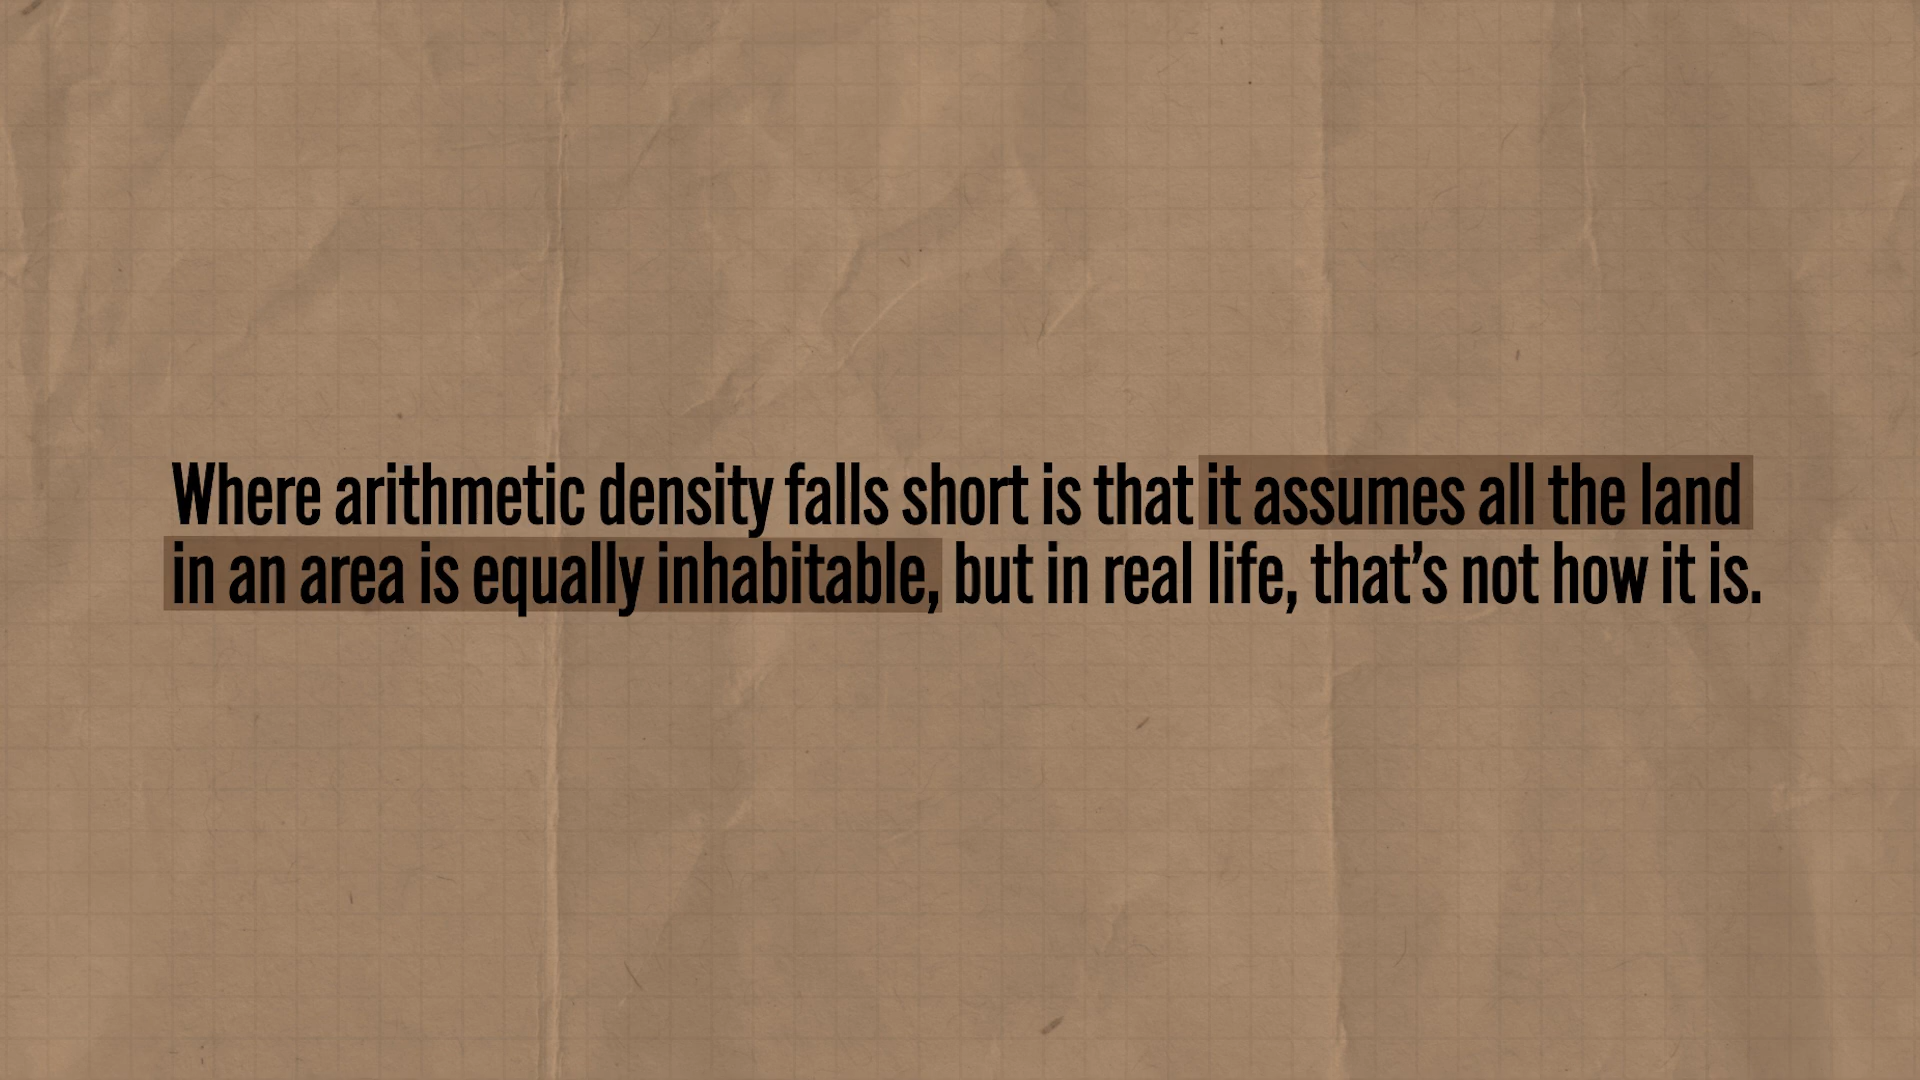 Where arithmetic density falls short is that it assumes all the land
in an area is equally inhabitable, but in real life, that’s not how it is.